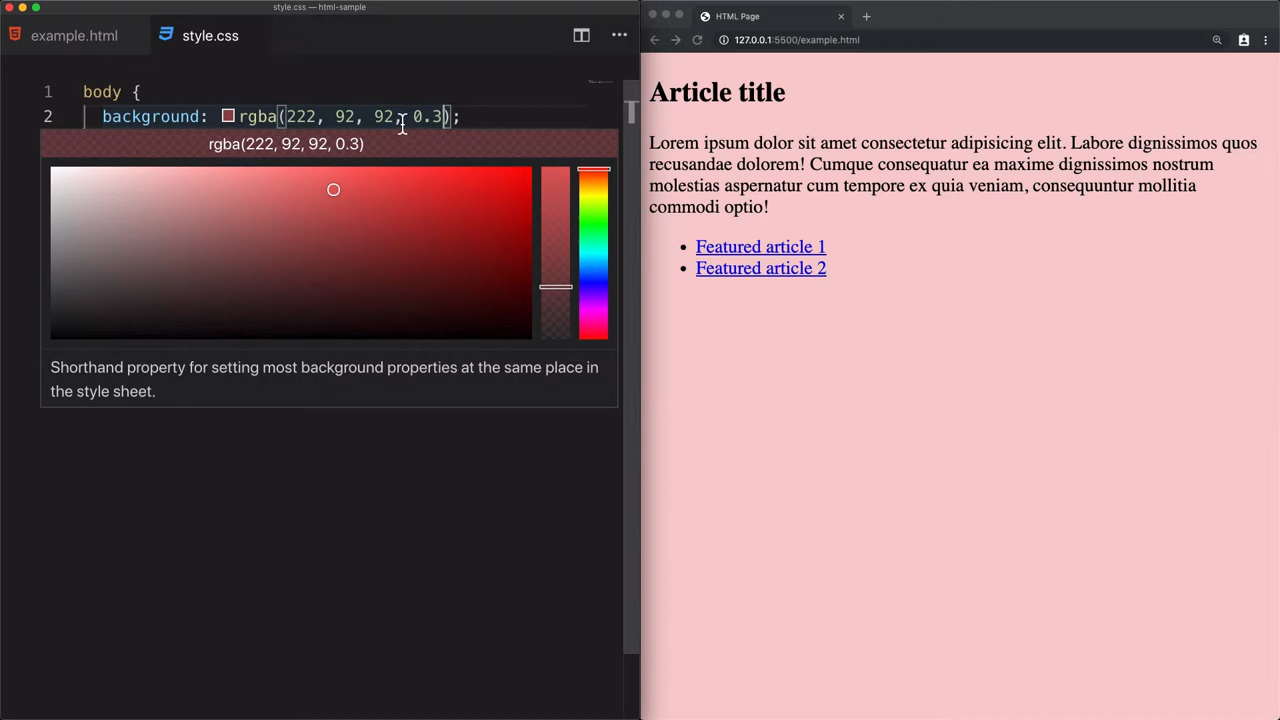 style.css — html-sample
example.html
style.css
1 body {
2 background: rgba(222, 92, 92, 0.3);
rgba(222, 92, 92, 0.3)
Shorthand property for setting most background properties at the same place in
the style sheet.
HTML Page
127.0.0.1:5500/example.html
Article title
Lorem ipsum dolor sit amet consectetur adipisicing elit. Labore dignissimos quos
recusandae dolorem! Cumque consequatur ea maxime dignissimos nostrum
molestias aspernatur cum tempore ex quia veniam, consequuntur mollitia
commodi optio!
• Featured article 1
• Featured article 2